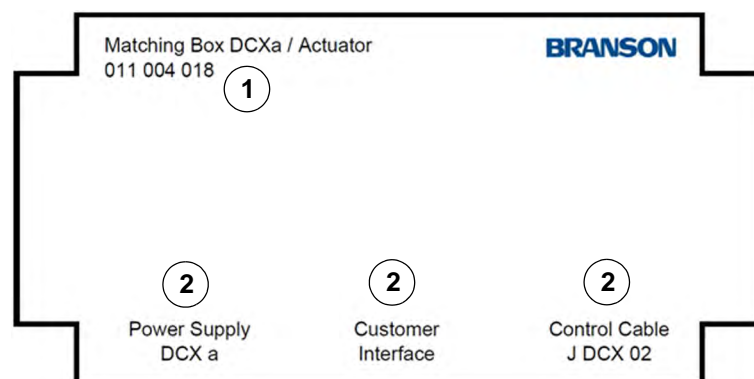 Matching Box DCXa / Actuator
BRANSON
011 004 018
1
2
2
2
Power Supply
DCX a
Customer
Interface
Control Cable
J DCX 02